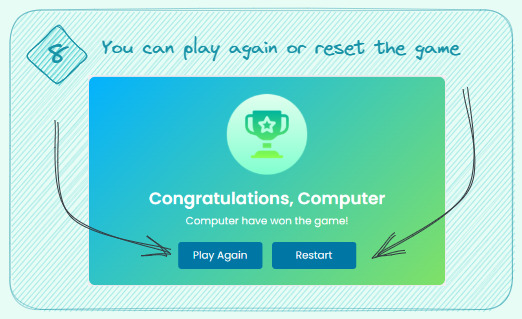 8
You can play again or reset the game
Congratulations, Computer
Computer have won the game!
Play Again
Restart